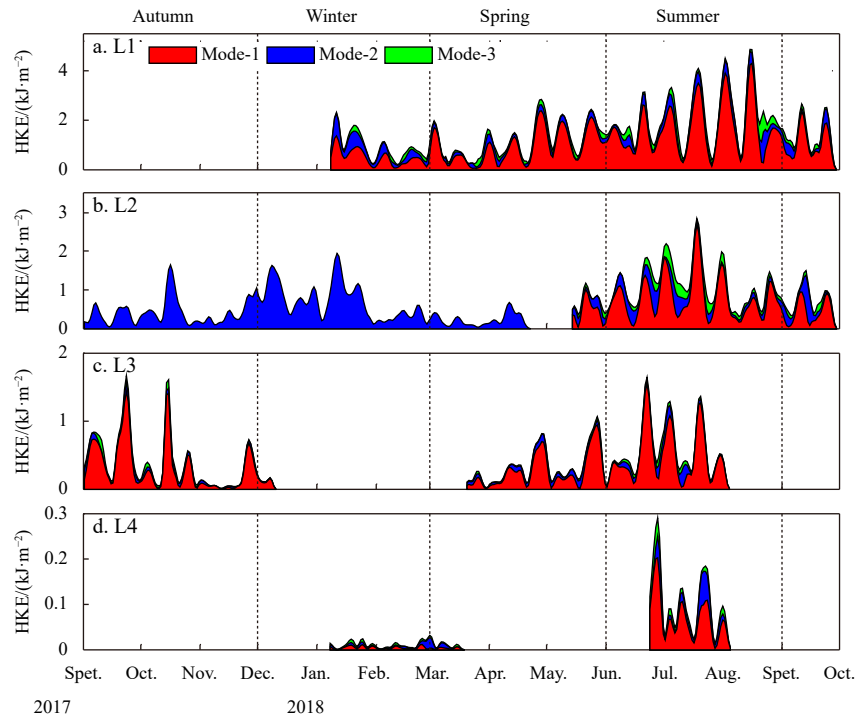 Autumn Winter Spring Summer
a. L1
Mode-1 Mode-2 Mode-3
HKE/(kJ·m⁻²)
4
2
0
b. L2
HKE/(kJ·m⁻²)
3
2
1
0
c. L3
HKE/(kJ·m⁻²)
2
1
0
d. L4
HKE/(kJ·m⁻²)
0.3
0.2
0.1
0
Spet. Oct. Nov. Dec. Jan. Feb. Mar. Apr. May. Jun. Jul. Aug. Spet. Oct.
2017 2018